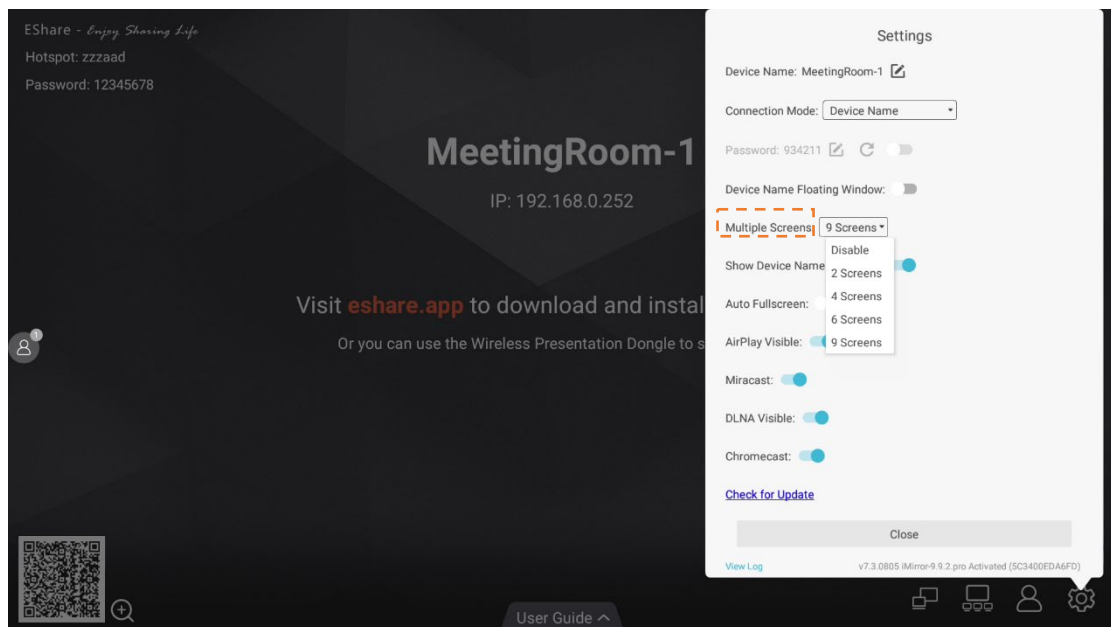 EShare - Enjoy Sharing Life
Hotspot: zzzaad
Password: 12345678
MeetingRoom-1
IP: 192.168.0.252
Visit eshare.app to download and instal
Or you can use the Wireless Presentation Dongle to s
1
User Guide
Settings
Device Name: MeetingRoom-1
Connection Mode: Device Name
Password: 934211
Device Name Floating Window:
Multiple Screens: 9 Screens
Disable
2 Screens
4 Screens
6 Screens
9 Screens
Show Device Name
Auto Fullscreen:
AirPlay Visible:
Miracast:
DLNA Visible:
Chromecast:
Check for Update
Close
View Log
v7.3.0805 iMirror-9.9.2.pro Activated (5C3400EDA6FD)